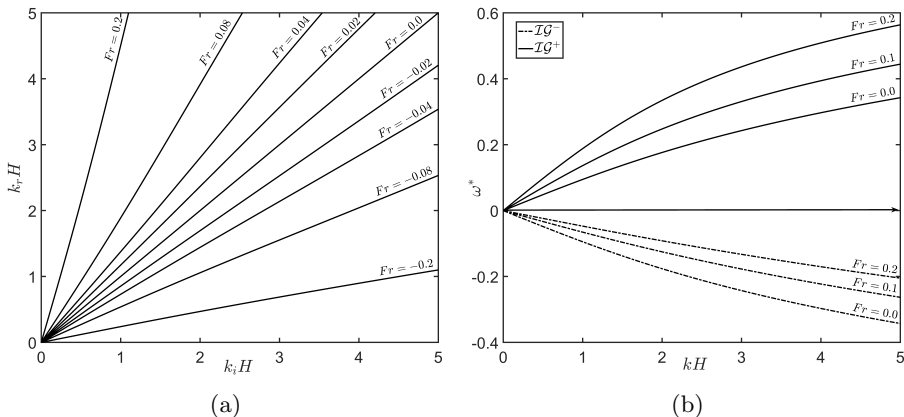 5
4
3
2
1
0
0
1
2
3
4
5
k_rH
k_iH
Fr = 0.2
Fr = 0.08
Fr = 0.04
Fr = 0.02
Fr = 0.0
Fr = −0.02
Fr = −0.04
Fr = −0.08
Fr = −0.2
(a)
0.6
0.4
0.2
0
-0.2
-0.4
0
1
2
3
4
5
ω*
kH
𝓘𝓖⁻
𝓘𝓖⁺
Fr = 0.2
Fr = 0.1
Fr = 0.0
Fr = 0.2
Fr = 0.1
Fr = 0.0
(b)